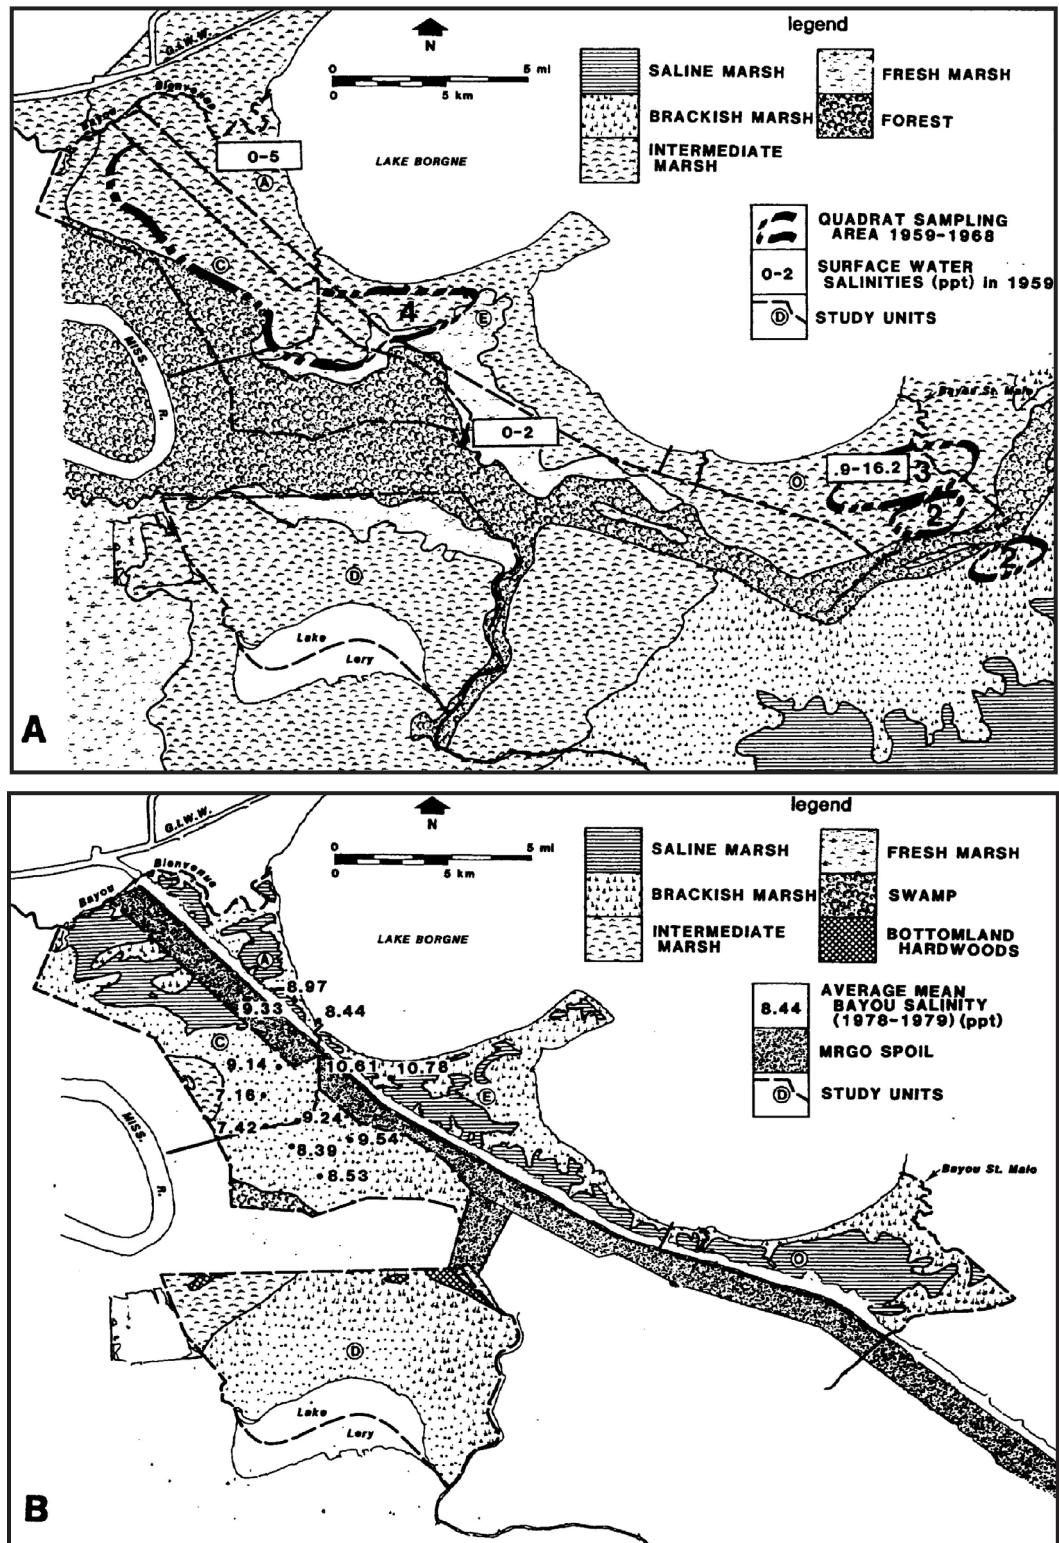 legend
G.I.W.W.
N
0 5 mi
0 5 km
SALINE MARSH
FRESH MARSH
BRACKISH MARSH
FOREST
INTERMEDIATE
MARSH
Bayou Bienvenue
0-5
A
LAKE BORGNE
QUADRAT SAMPLING
AREA 1959-1968
0-2
SURFACE WATER
SALINITIES (ppt) in 1959
D
STUDY UNITS
C
4
E
MISS.
R.
Bayou St. Malo
0-2
.9-16.2
3
O
2
2
D
Lake
Lery
A
legend
G.I.W.W.
N
0 5 mi
0 5 km
SALINE MARSH
FRESH MARSH
BRACKISH MARSH
SWAMP
INTERMEDIATE
MARSH
BOTTOMLAND
HARDWOODS
Bayou Bienvenue
LAKE BORGNE
A
8.97
9.33
8.44
8.44
AVERAGE MEAN
BAYOU SALINITY
(1978-1979) (ppt)
MRGO SPOIL
D
STUDY UNITS
C
9.14
10.61
10.78
E
7.16
7.42
9.24
9.54
8.39
8.53
MISS.
R.
Bayou St. Malo
O
D
Lake
Lery
B